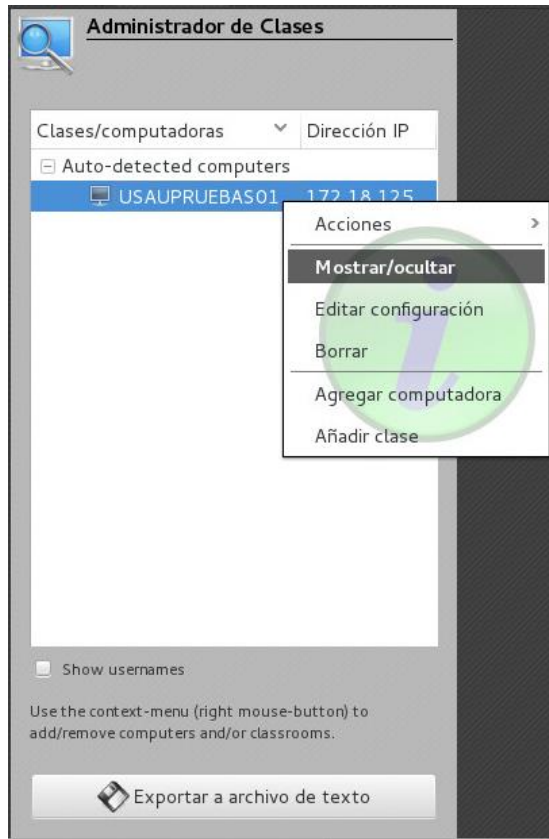 Administrador de Clases
Clases/computadoras
Dirección IP
Auto-detected computers
USAUPRUEBAS01 172.18.125
Acciones
Mostrar/ocultar
Editar configuración
Borrar
Agregar computadora
Añadir clase
Show usernames
Use the context-menu (right mouse-button) to
add/remove computers and/or classrooms.
Exportar a archivo de texto